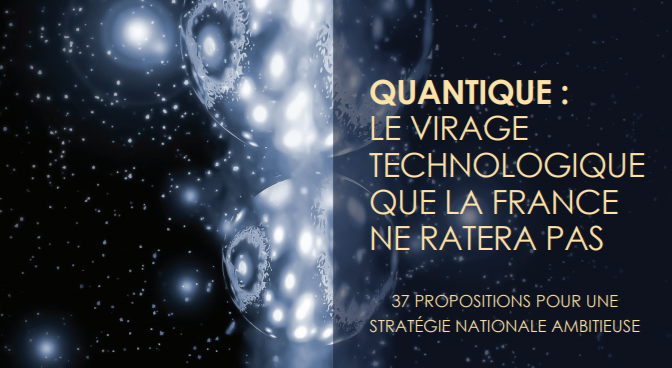 QUANTIQUE :
LE VIRAGE
TECHNOLOGIQUE
QUE LA FRANCE
NE RATERA PAS
37 PROPOSITIONS POUR UNE
STRATÉGIE NATIONALE AMBITIEUSE